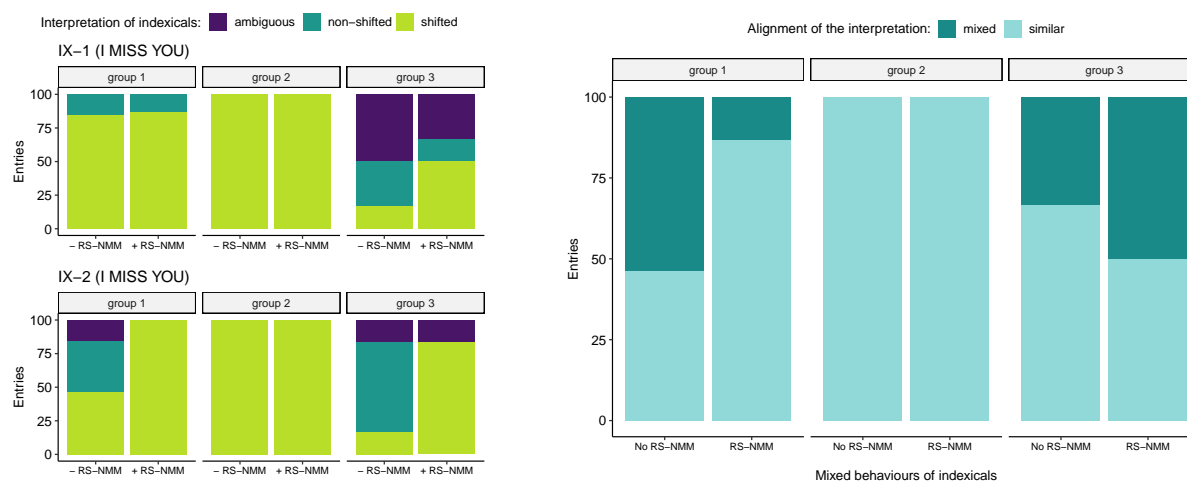 Interpretation of indexicals: ambiguous non−shifted shifted
IX−1 (I MISS YOU)
group 1 group 2 group 3
100
75
50
25
0
Entries
− RS−NMM + RS−NMM − RS−NMM + RS−NMM − RS−NMM + RS−NMM
IX−2 (I MISS YOU)
group 1 group 2 group 3
100
75
50
25
0
Entries
− RS−NMM + RS−NMM − RS−NMM + RS−NMM − RS−NMM + RS−NMM
Alignment of the interpretation: mixed similar
group 1 group 2 group 3
100
75
50
25
0
Entries
No RS−NMM RS−NMM No RS−NMM RS−NMM No RS−NMM RS−NMM
Mixed behaviours of indexicals